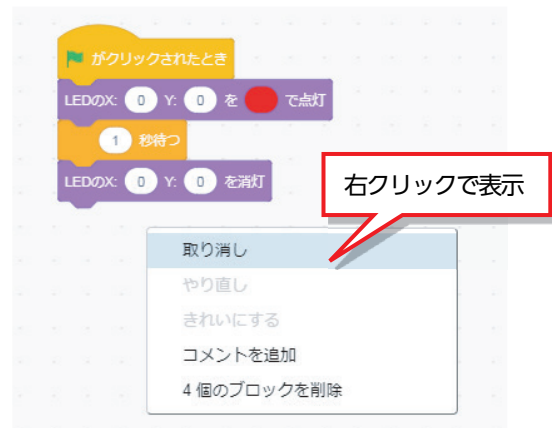 がクリックされたとき
LEDのX: 0 Y: 0 を で点灯
1 秒待つ
LEDのX: 0 Y: 0 を消灯
右クリックで表示
取り消し
やり直し
きれいにする
コメントを追加
4 個のブロックを削除